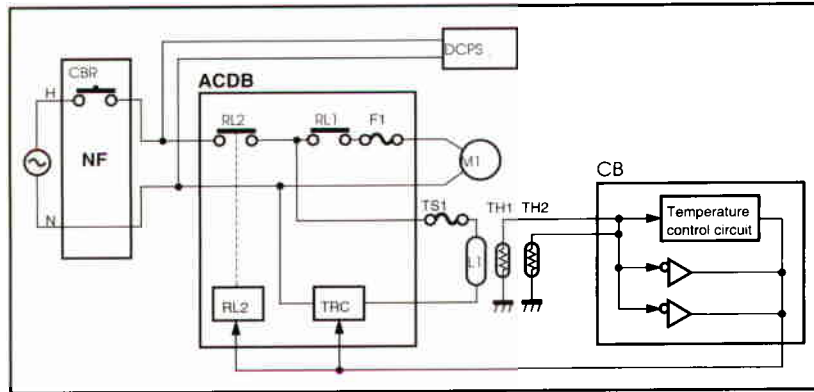 DCPS
CBR
ACDB
H
RL2
RL1
F1
NF
M1
CB
TS1
TH1
TH2
Temperature
control circuit
N
L1
RL2
TRC